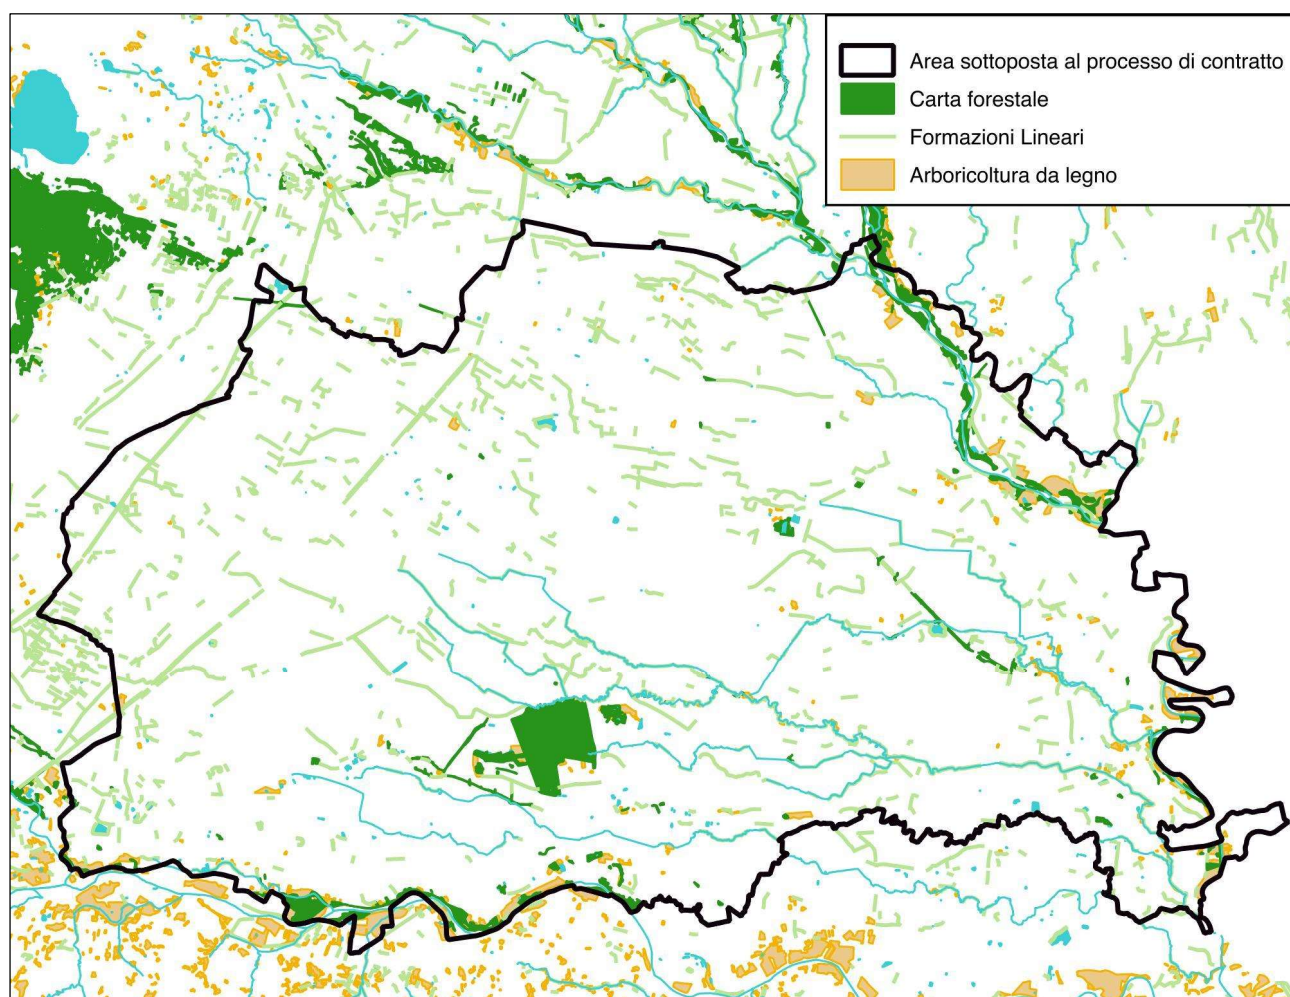 Area sottoposta al processo di contratto
Carta forestale
Formazioni Lineari
Arboricoltura da legno